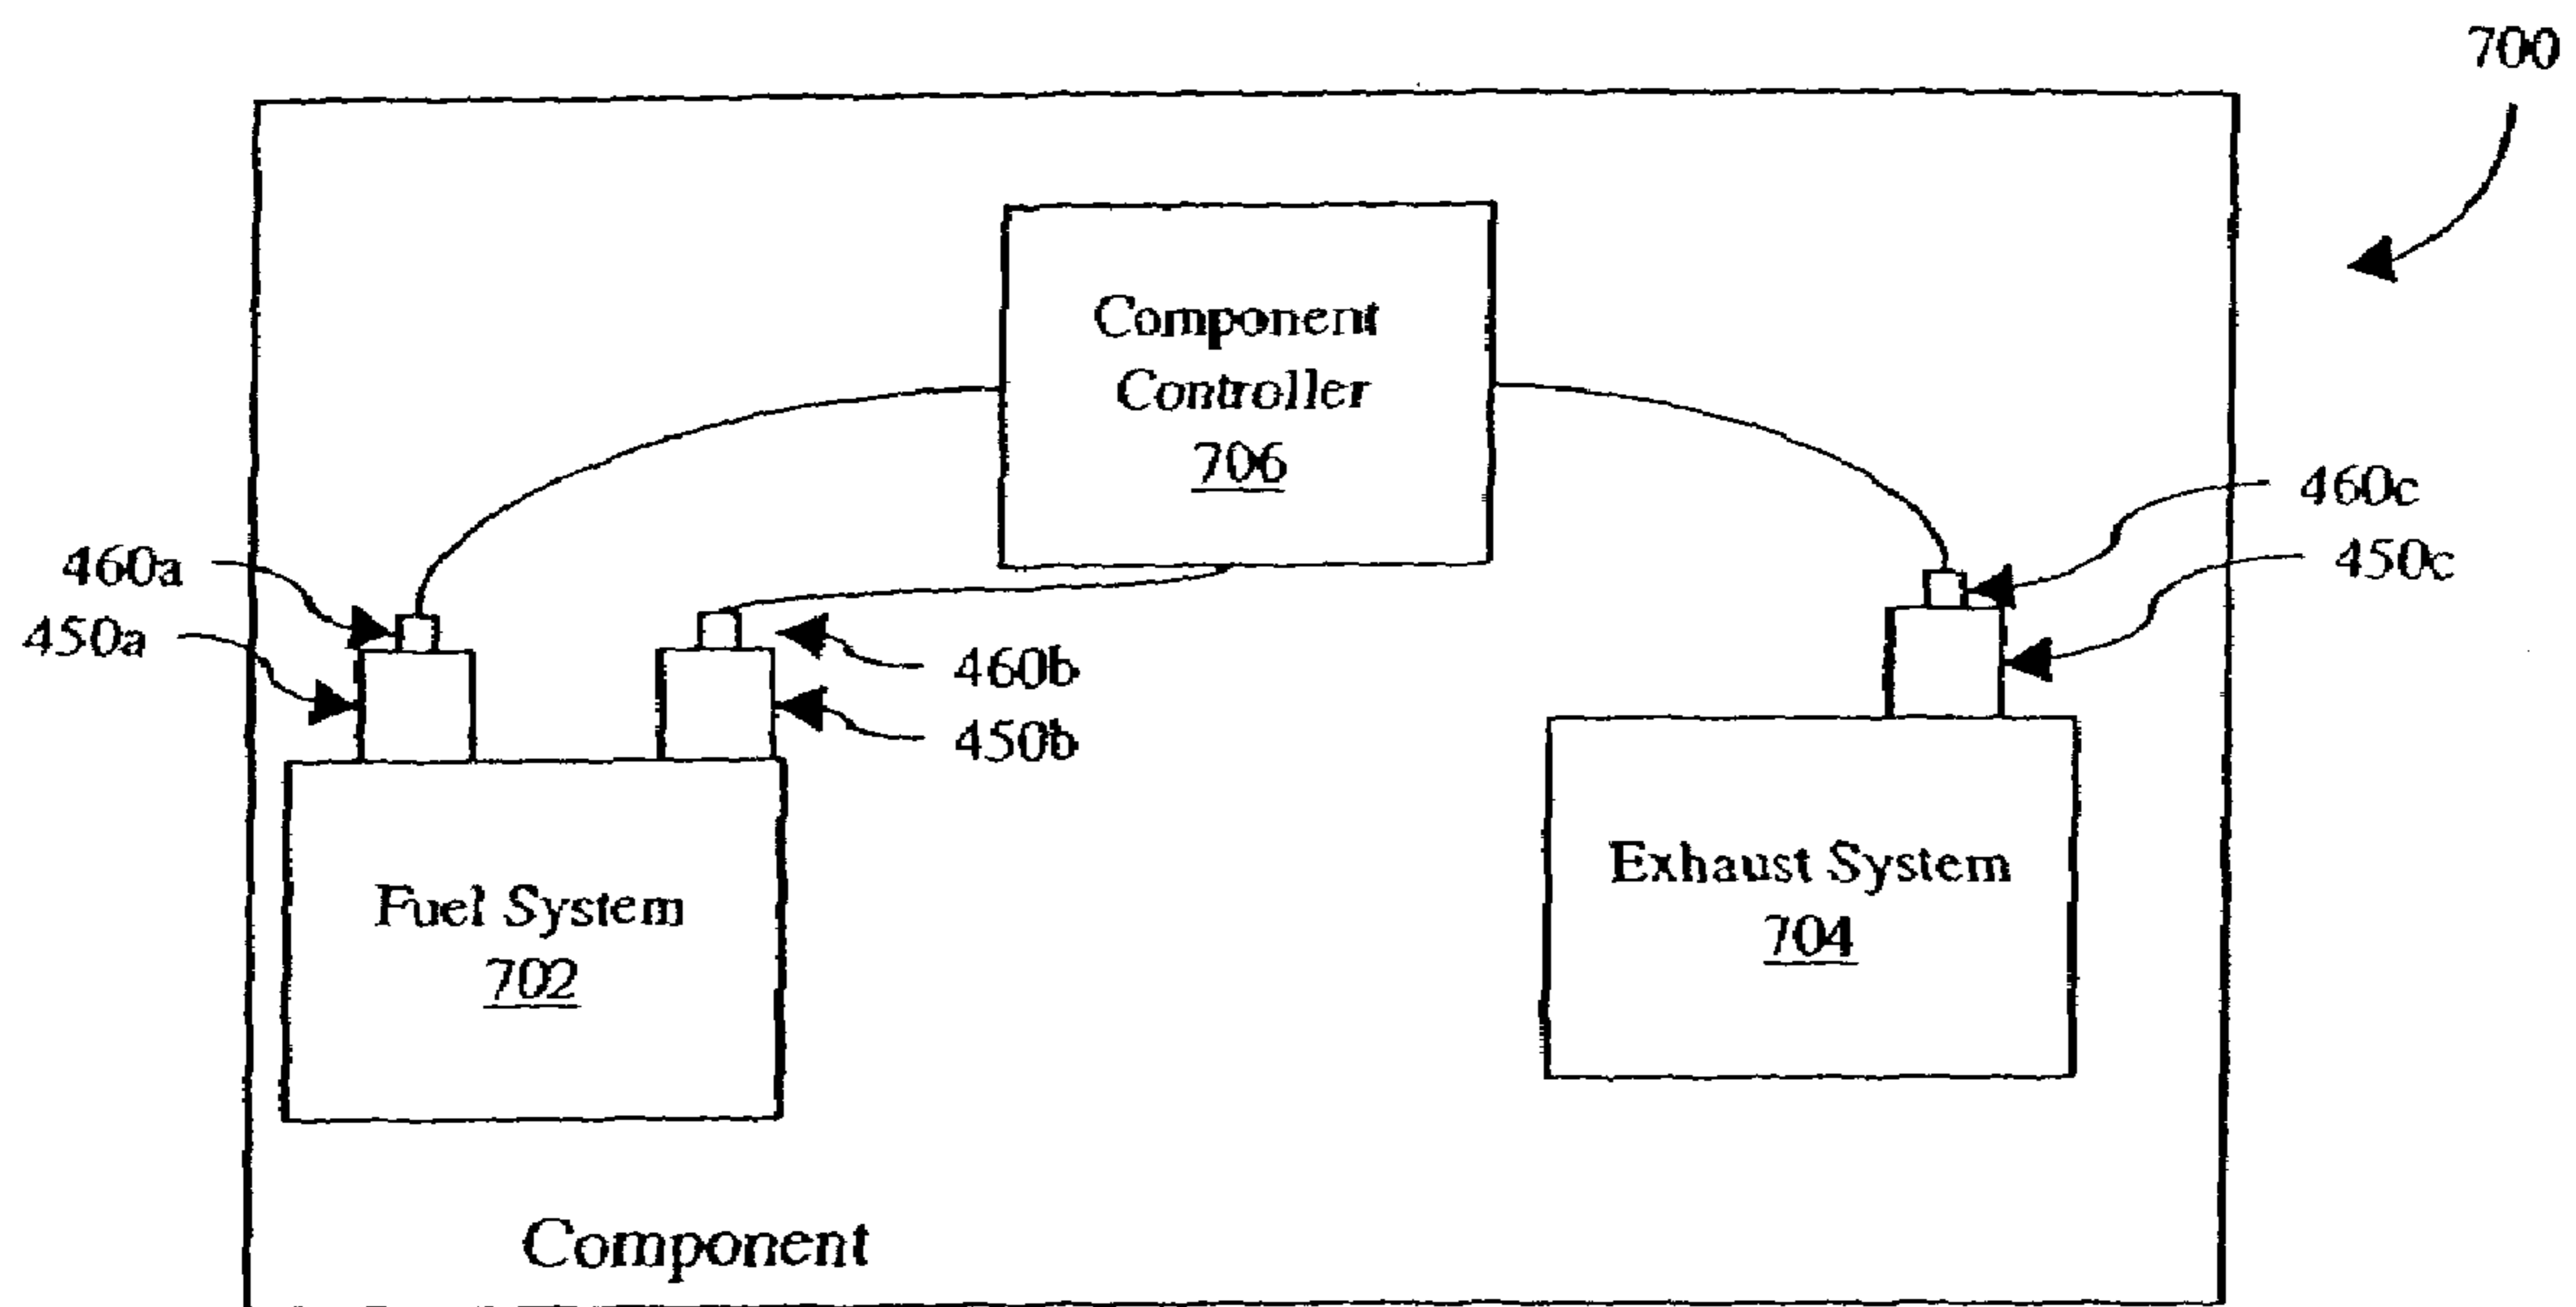 700
Component
Controller
706
460c
450c
460a
450a
460b
450b
Fuel System
702
Exhaust System
704
Component